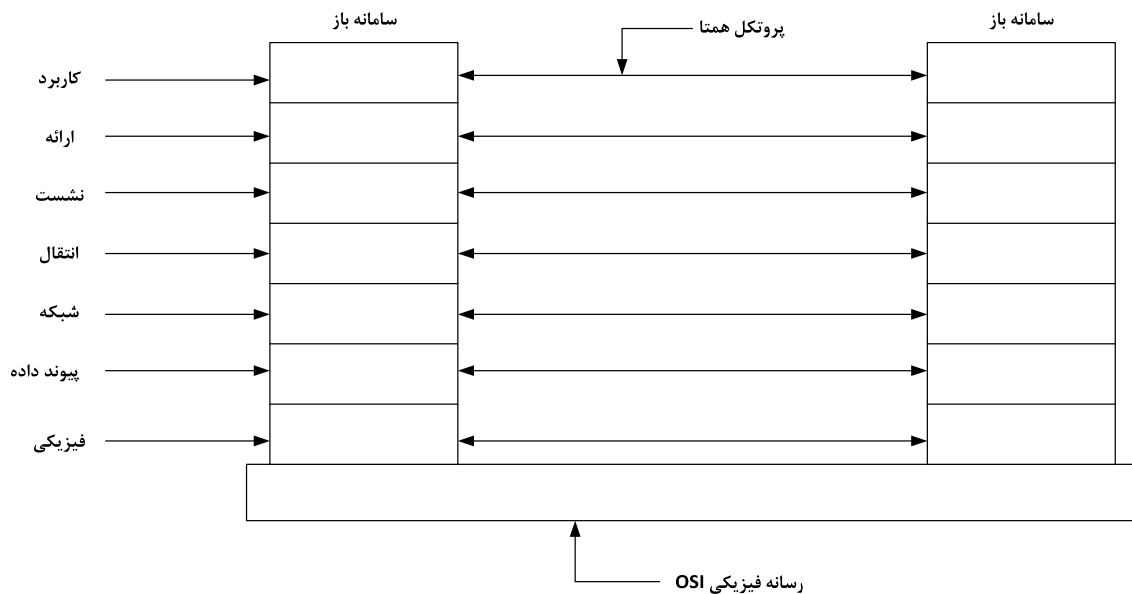 سامانه باز
سامانه باز
پروتکل همتا
کاربرد
ارائه
نشست
انتقال
شبکه
پیوند داده
فیزیکی
رسانه فیزیکی OSI